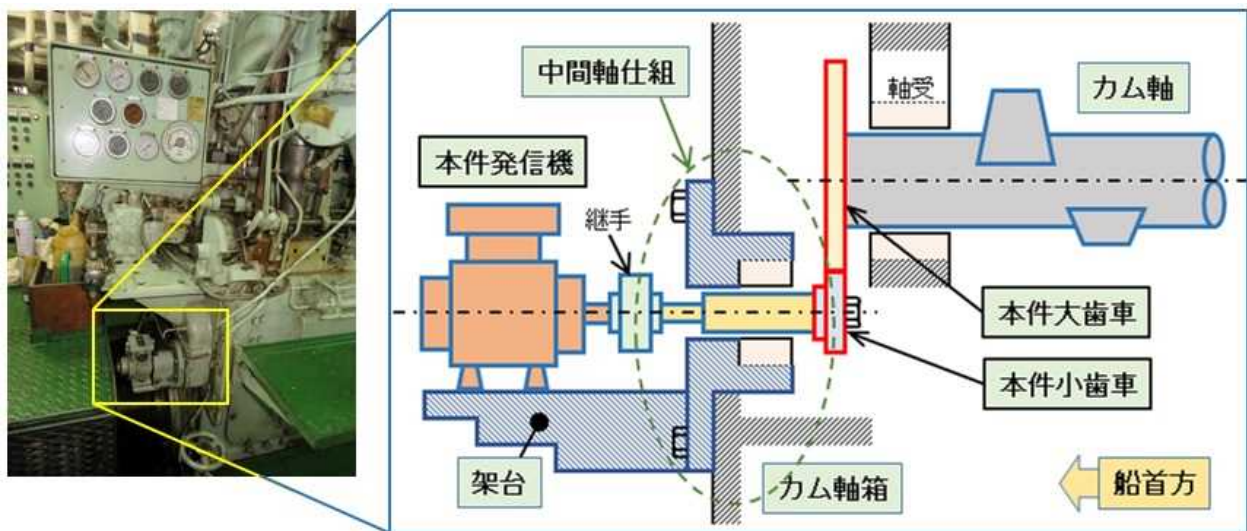 中間軸仕組
軸受
カム軸
本件発信機
継手
本件大歯車
本件小歯車
架台
カム軸箱
船首方